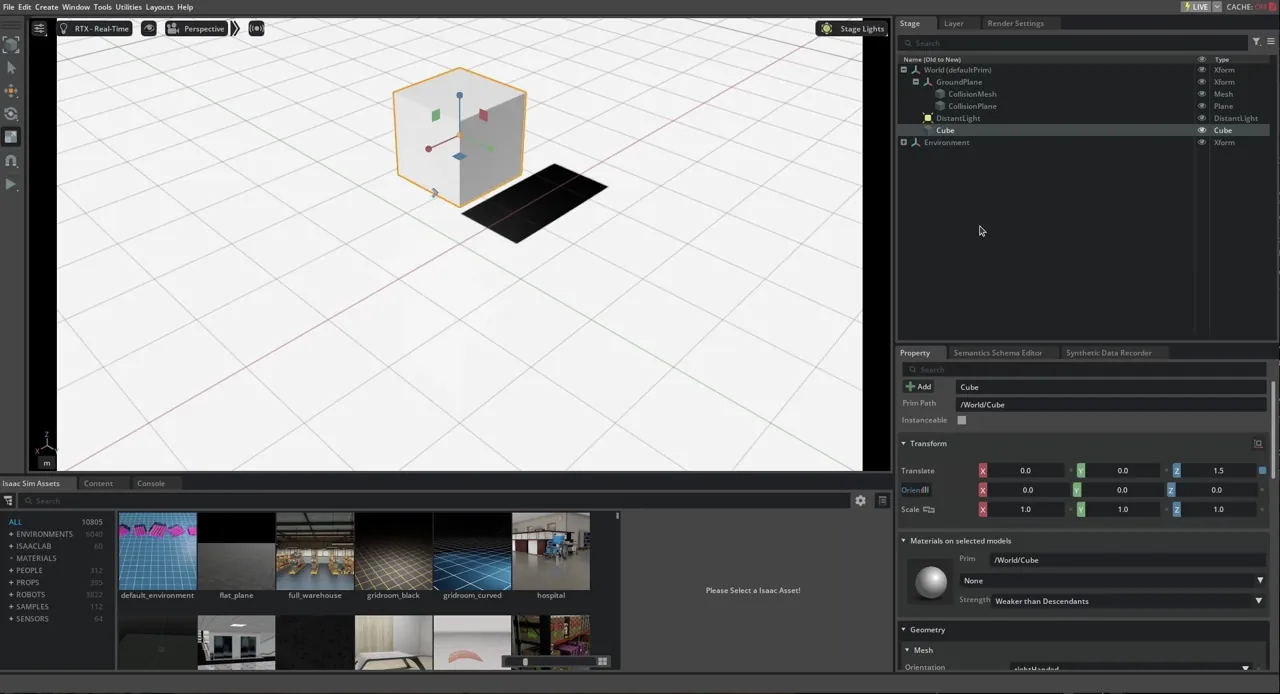 File Edit Create Window Tools Utilities Layouts Help
LIVE CACHE: OFF
RTX - Real-Time
Perspective
Stage Lights
Z
X
m
Stage Layer Render Settings
Search
Name (Old to New) Type
World (defaultPrim) Xform
GroundPlane Xform
CollisionMesh Mesh
CollisionPlane Plane
DistantLight DistantLight
Cube Cube
Environment Xform
Property Semantics Schema Editor Synthetic Data Recorder
Search
Add Cube
Prim Path /World/Cube
Instanceable
Transform
Translate X 0.0 Y 0.0 Z 1.5
Orient X 0.0 Y 0.0 Z 0.0
Scale X 1.0 Y 1.0 Z 1.0
Materials on selected models
Prim /World/Cube
None
Strength Weaker than Descendants
Geometry
Mesh
Orientation rightHanded
Isaac Sim Assets Content Console
Search
ALL 10805
+ ENVIRONMENTS 6040
+ ISAACLAB 60
- MATERIALS
+ PEOPLE 312
+ PROPS 395
+ ROBOTS 3822
+ SAMPLES 112
+ SENSORS 64
default_environment flat_plane full_warehouse gridroom_black gridroom_curved hospital
Please Select a Isaac Asset!